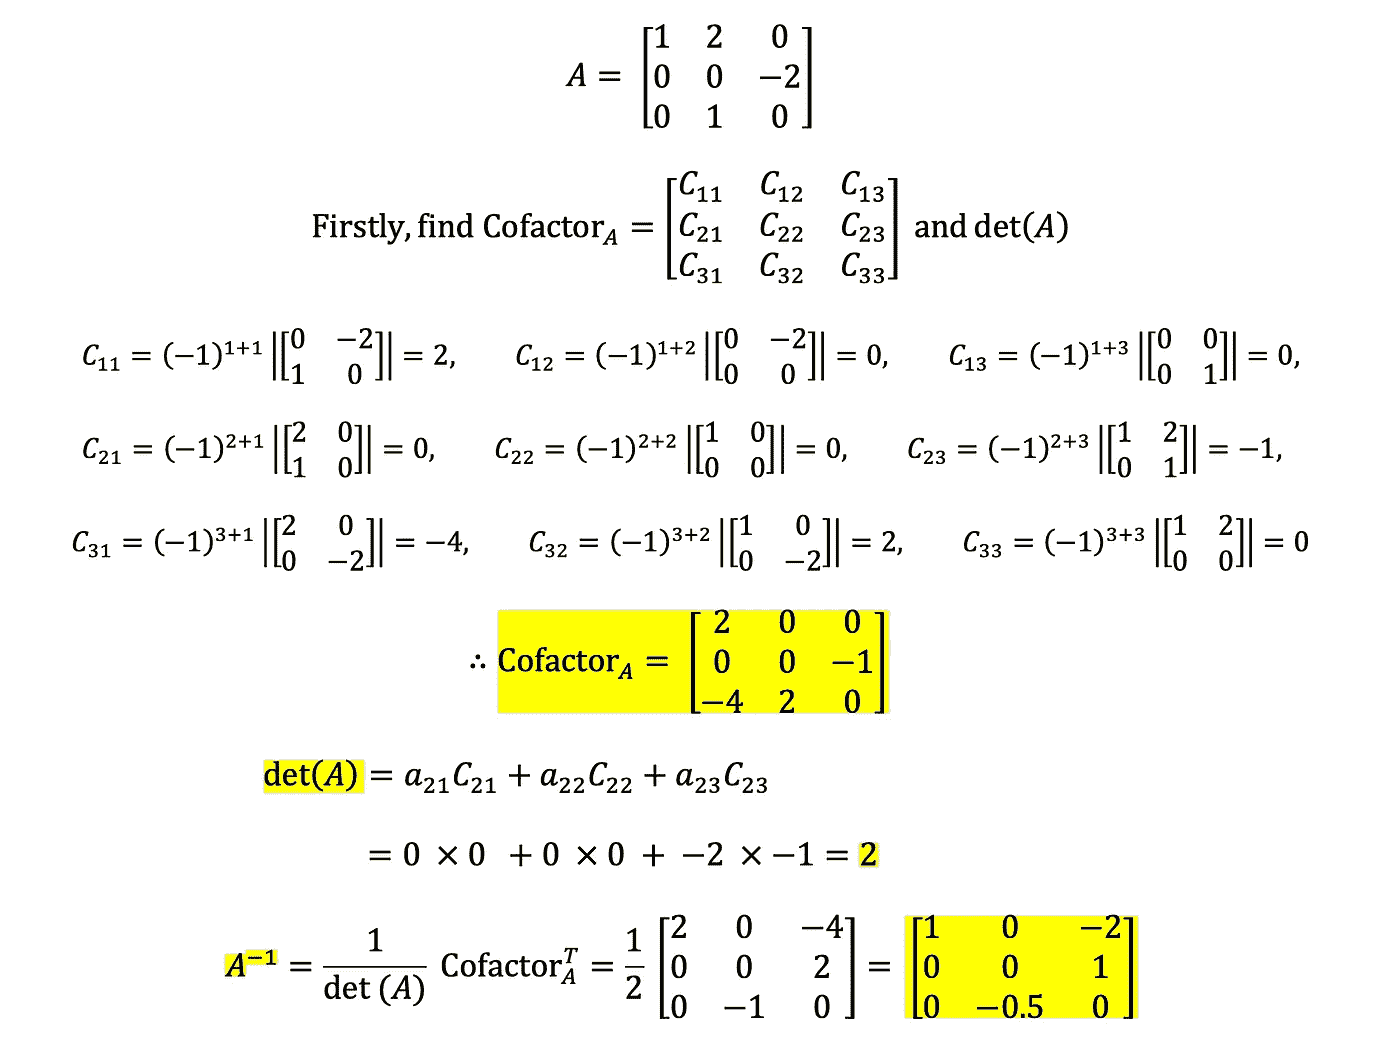 A = [1 2 0
0 0 −2
0 1 0]
Firstly, find Cofactor_A = [C₁₁ C₁₂ C₁₃
C₂₁ C₂₂ C₂₃
C₃₁ C₃₂ C₃₃] and det(A)
C₁₁ = (−1)¹⁺¹ |[0 −2; 1 0]| = 2, C₁₂ = (−1)¹⁺² |[0 −2; 0 0]| = 0, C₁₃ = (−1)¹⁺³ |[0 0; 0 1]| = 0,
C₂₁ = (−1)²⁺¹ |[2 0; 1 0]| = 0, C₂₂ = (−1)²⁺² |[1 0; 0 0]| = 0, C₂₃ = (−1)²⁺³ |[1 2; 0 1]| = −1,
C₃₁ = (−1)³⁺¹ |[2 0; 0 −2]| = −4, C₃₂ = (−1)³⁺² |[1 0; 0 −2]| = 2, C₃₃ = (−1)³⁺³ |[1 2; 0 0]| = 0
∴ Cofactor_A = [2 0 0
0 0 −1
−4 2 0]
det(A) = a₂₁C₂₁ + a₂₂C₂₂ + a₂₃C₂₃
= 0 × 0 + 0 × 0 + −2 × −1 = 2
A⁻¹ = 1/det (A) Cofactor_A^T = 1/2 [2 0 −4; 0 0 2; 0 −1 0] = [1 0 −2; 0 0 1; 0 −0.5 0]